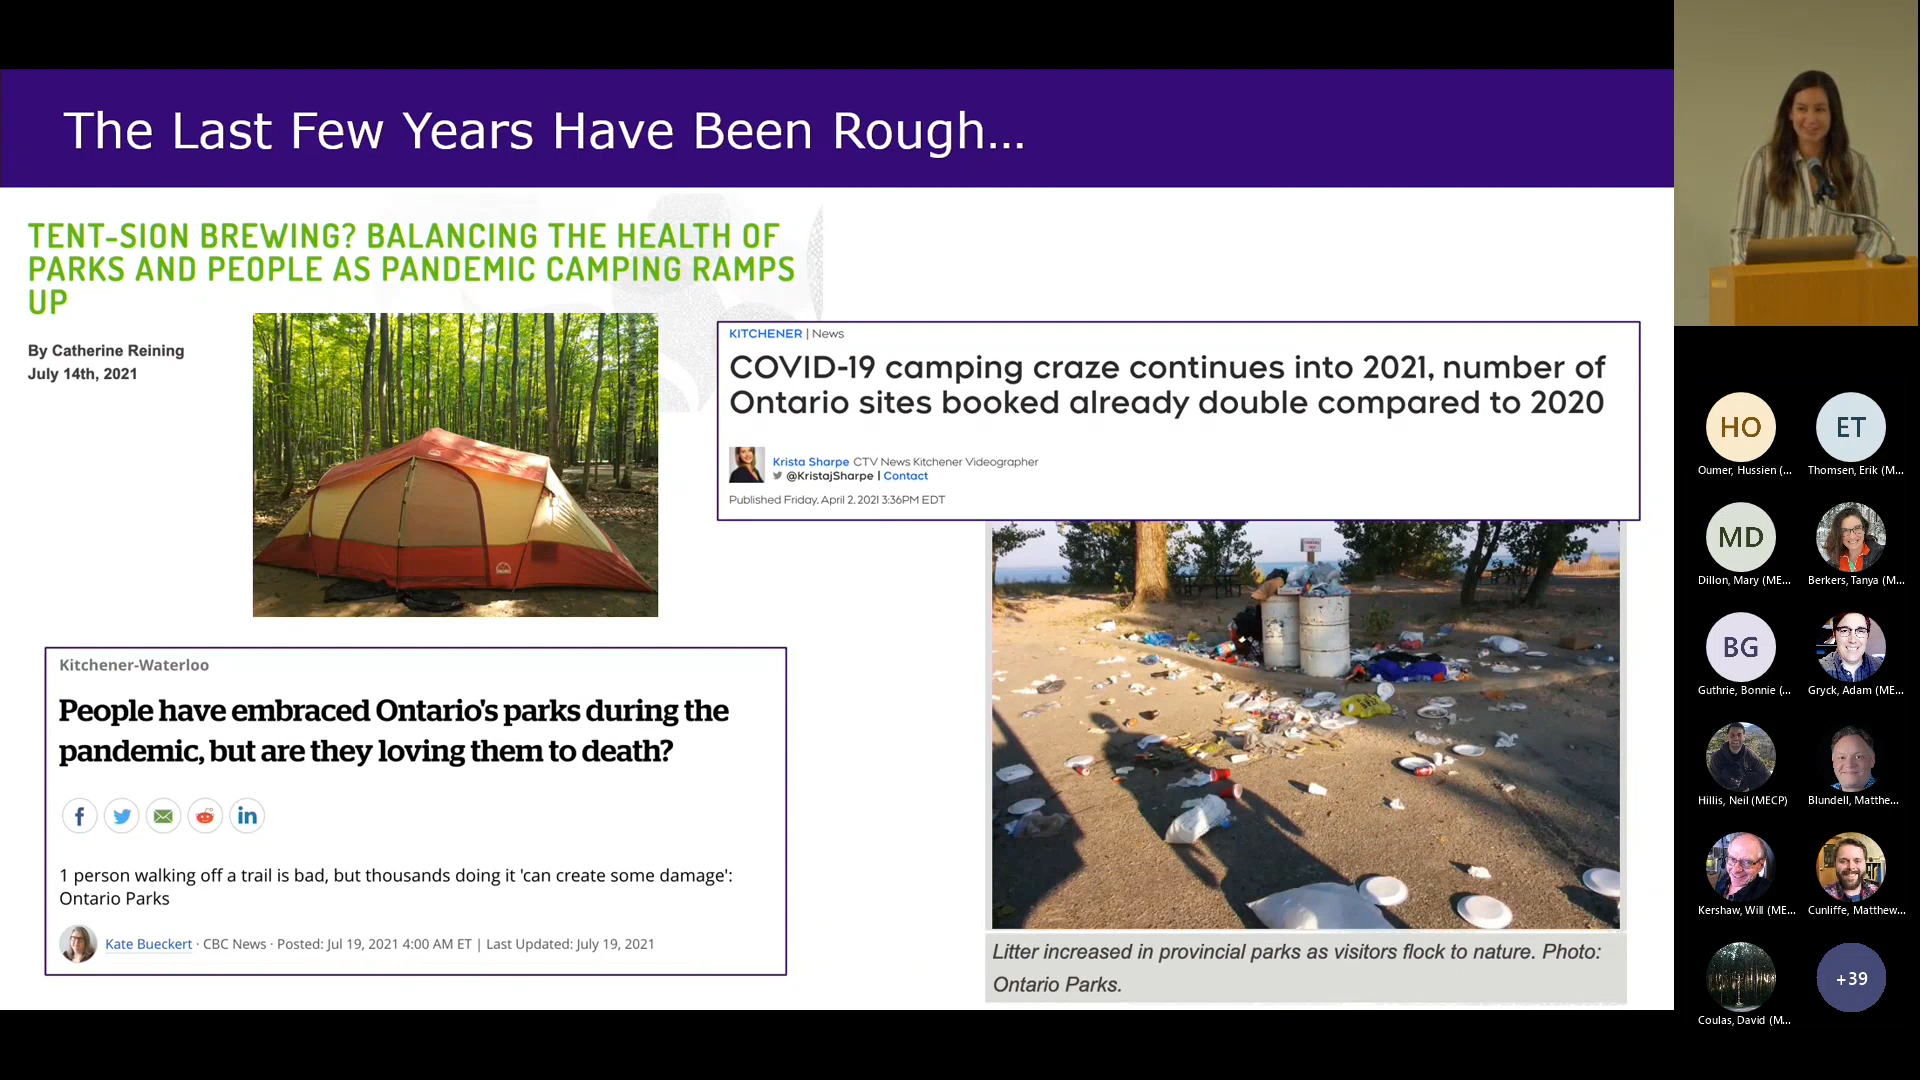 The Last Few Years Have Been Rough...
TENT-SION BREWING? BALANCING THE HEALTH OF
PARKS AND PEOPLE AS PANDEMIC CAMPING RAMPS
UP
By Catherine Reining
July 14th, 2021
KITCHENER | News
COVID-19 camping craze continues into 2021, number of
Ontario sites booked already double compared to 2020
Krista Sharpe CTV News Kitchener Videographer
@KristajSharpe | Contact
Published Friday, April 2, 2021 3:36PM EDT
Kitchener-Waterloo
People have embraced Ontario's parks during the
pandemic, but are they loving them to death?
1 person walking off a trail is bad, but thousands doing it 'can create some damage':
Ontario Parks
Kate Bueckert · CBC News · Posted: Jul 19, 2021 4:00 AM ET | Last Updated: July 19, 2021
Litter increased in provincial parks as visitors flock to nature. Photo:
Ontario Parks.
HO
ET
Oumer, Hussien (...
Thomsen, Erik (M...
MD
Dillon, Mary (ME...
Berkers, Tanya (M...
BG
Guthrie, Bonnie (...
Gryck, Adam (ME...
Hillis, Neil (MECP)
Blundell, Matthe...
Kershaw, Will (ME...
Cunliffe, Matthew...
+39
Coulas, David (M...